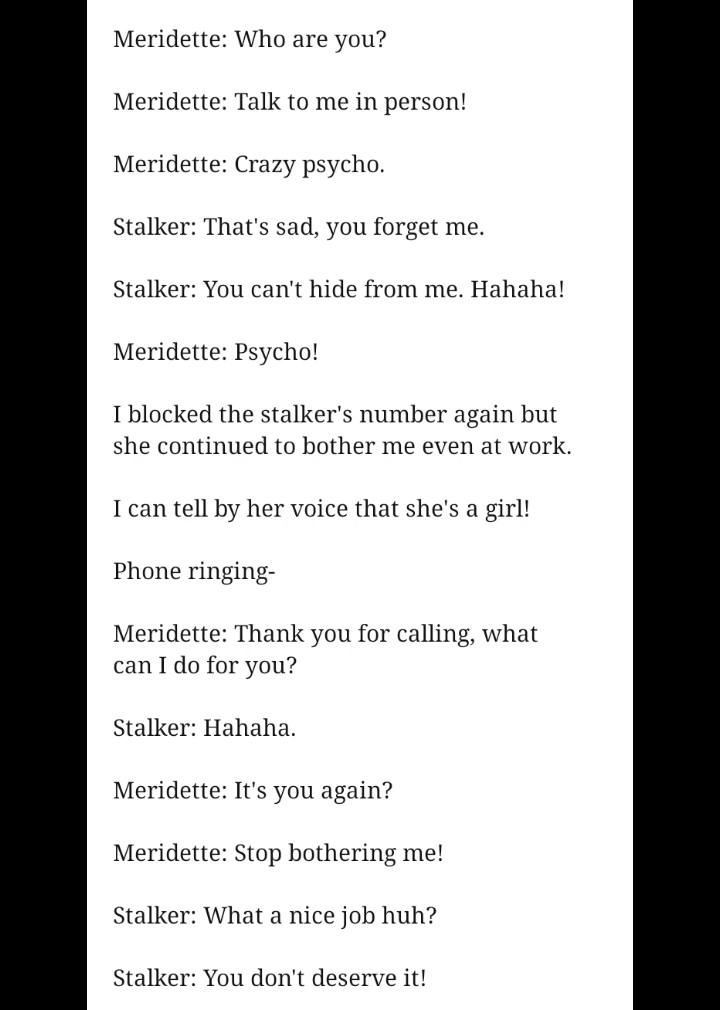 Meridette: Who are you?
Meridette: Talk to me in person!
Meridette: Crazy psycho.
Stalker: That's sad, you forget me.
Stalker: You can't hide from me. Hahaha!
Meridette: Psycho!
I blocked the stalker's number again but
she continued to bother me even at work.
I can tell by her voice that she's a girl!
Phone ringing-
Meridette: Thank you for calling, what
can I do for you?
Stalker: Hahaha.
Meridette: It's you again?
Meridette: Stop bothering me!
Stalker: What a nice job huh?
Stalker: You don't deserve it!